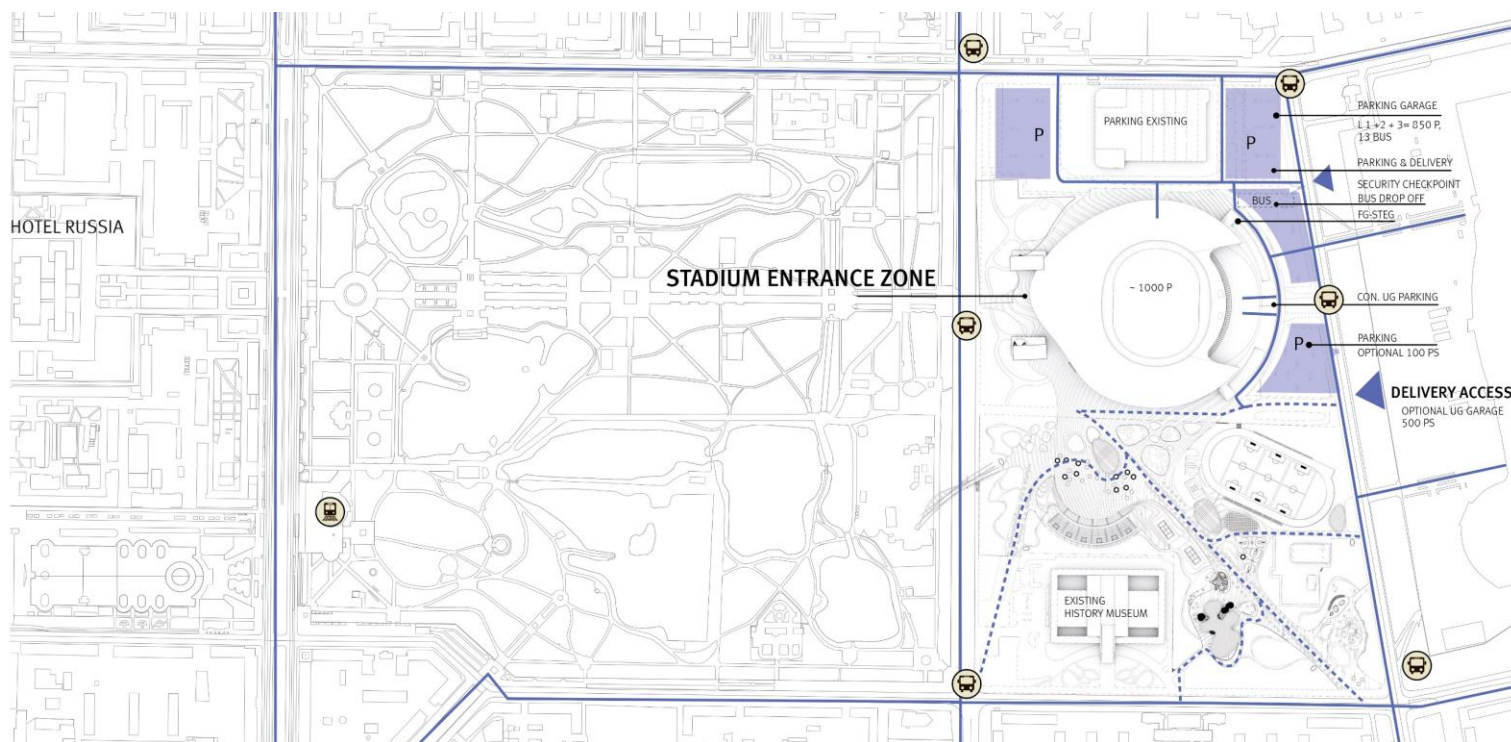 HOTEL RUSSIA
STADIUM ENTRANCE ZONE
P
PARKING EXISTING
P
PARKING GARAGE
L 1 +2 + 3= 850 P,
13 BUS
PARKING & DELIVERY
SECURITY CHECKPOINT
BUS DROP OFF
BUS
FG-STEG
~ 1000 P
CON. UG PARKING
P
PARKING
OPTIONAL 100 PS
DELIVERY ACCESS
OPTIONAL UG GARAGE
500 PS
EXISTING
HISTORY MUSEUM